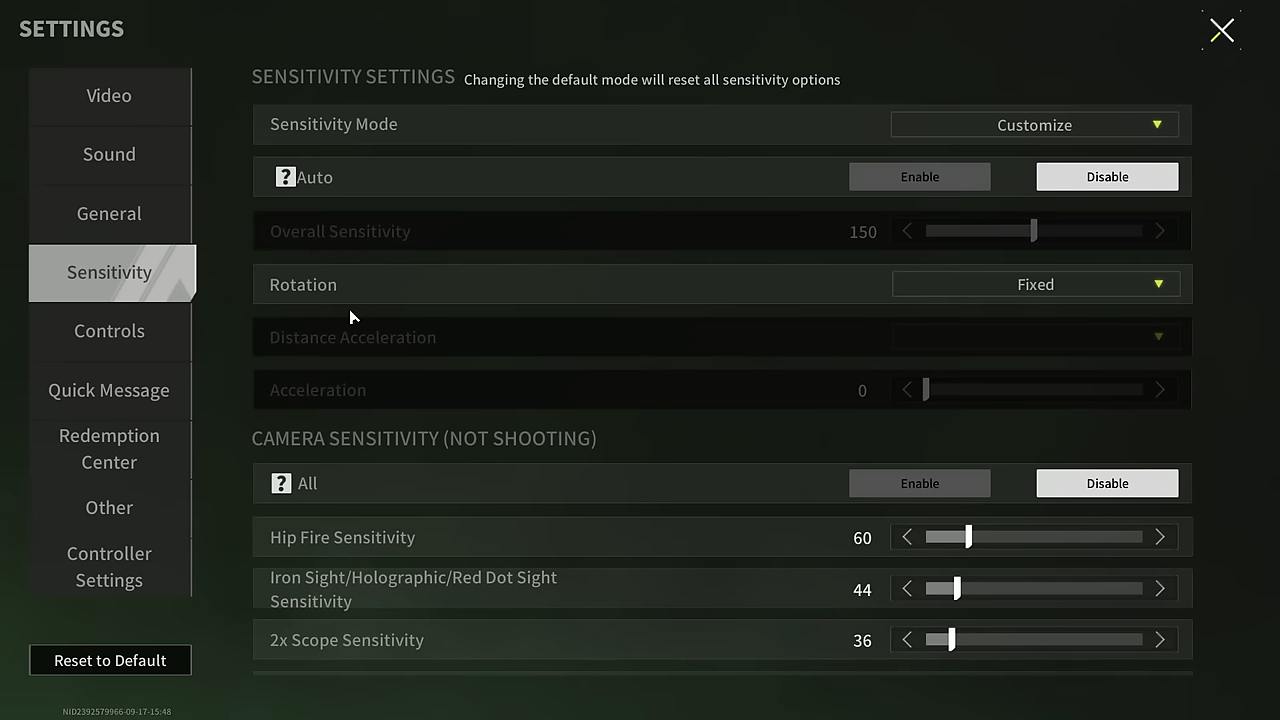 SETTINGS
Video
Sound
General
Sensitivity
Controls
Quick Message
Redemption
Center
Other
Controller
Settings
Reset to Default
NID2392579966-09-17-15:48
SENSITIVITY SETTINGS Changing the default mode will reset all sensitivity options
Sensitivity Mode Customize
? Auto Enable Disable
Overall Sensitivity 150
Rotation Fixed
Distance Acceleration
Acceleration 0
CAMERA SENSITIVITY (NOT SHOOTING)
? All Enable Disable
Hip Fire Sensitivity 60
Iron Sight/Holographic/Red Dot Sight
Sensitivity 44
2x Scope Sensitivity 36